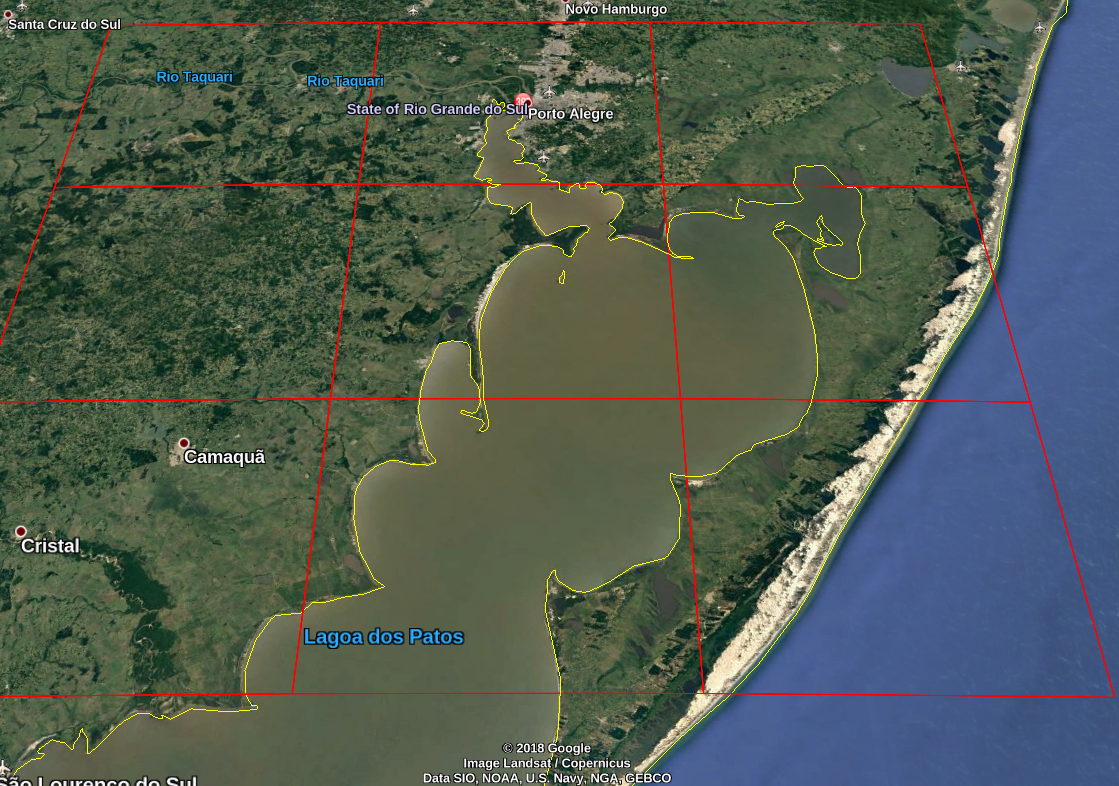 Novo Hamburgo
Santa Cruz do Sul
Rio Taquari
Rio Taquari
State of Rio Grande do Sul
Porto Alegre
Camaquã
Cristal
Lagoa dos Patos
© 2018 Google
Image Landsat / Copernicus
Data SIO, NOAA, U.S. Navy, NGA, GEBCO
São Lourenço do Sul